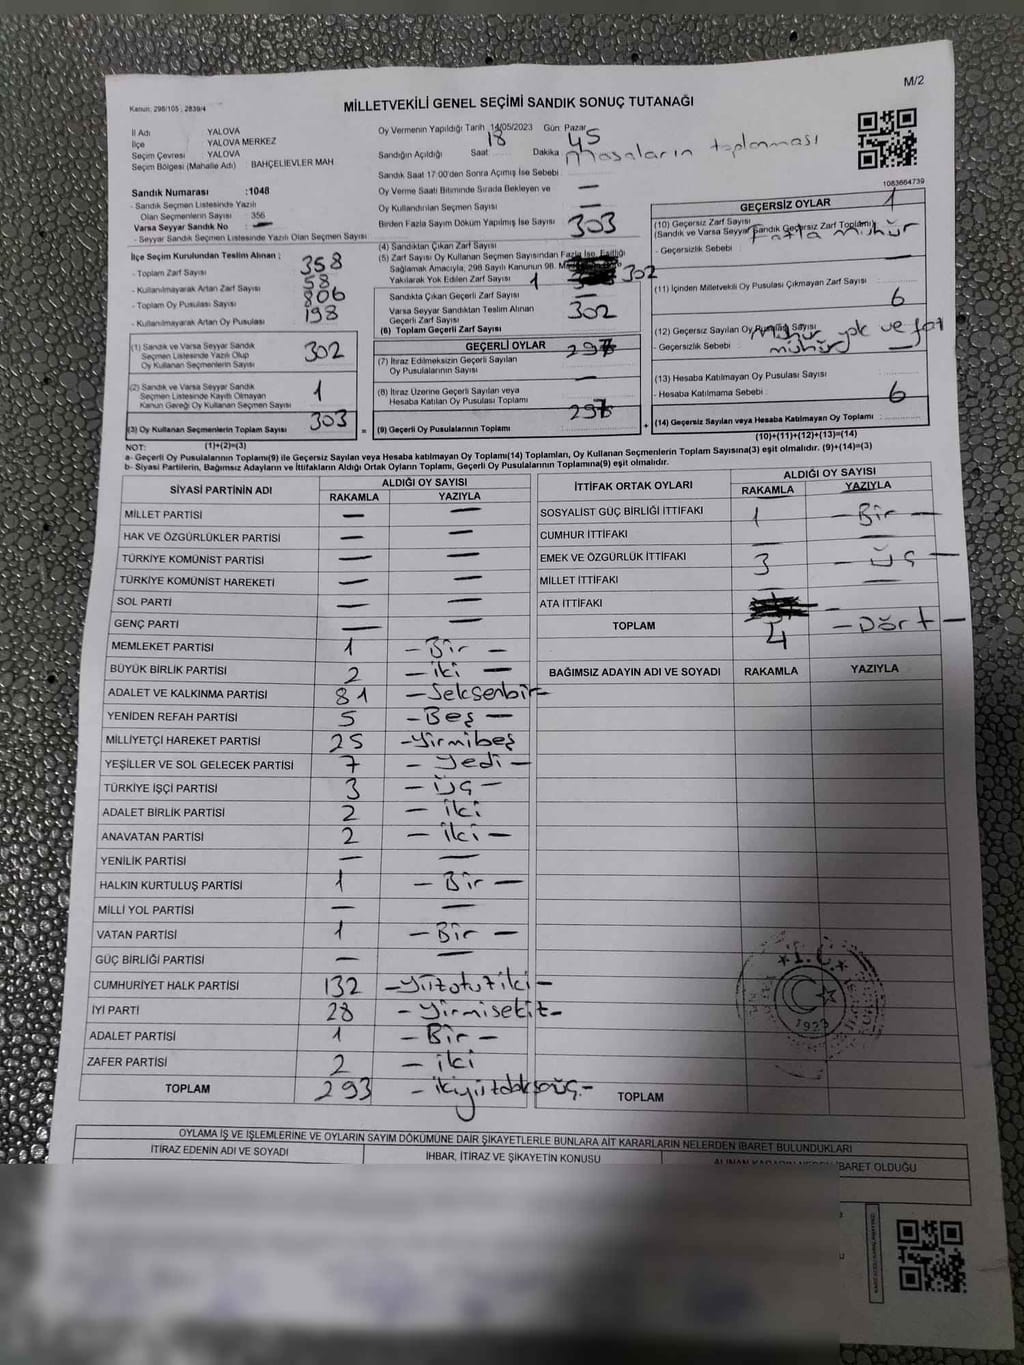 M/2
Kanun: 298/105 ; 2839/4
MİLLETVEKİLİ GENEL SEÇİMİ SANDIK SONUÇ TUTANAĞI
İl Adı YALOVA
İlçe YALOVA MERKEZ
Seçim Çevresi YALOVA
Seçim Bölgesi (Mahalle Adı) BAHÇELİEVLER MAH
Oy Vermenin Yapıldığı Tarih 14/05/2023 Gün: Pazar
Sandığın Açıldığı Saat 18 Dakika 45
Masaların toplanması
Sandık Saat 17:00'den Sonra Açımış İse Sebebi
Oy Verme Saati Bitiminde Sırada Bekleyen ve
Oy Kullandırılan Seçmen Sayısı —
Birden Fazla Sayım Döküm Yapılmış İse Sayısı —
1083664739
Sandık Numarası :1048
- Sandık Seçmen Listesinde Yazılı
Olan Seçmenlerin Sayısı 356
Varsa Seyyar Sandık No —
- Seyyar Sandık Seçmen Listesinde Yazılı Olan Seçmen Sayısı
İlçe Seçim Kurulundan Teslim Alınan ;
- Toplam Zarf Sayısı 358
- Kullanılmayarak Artan Zarf Sayısı 58
- Toplam Oy Pusulası Sayısı 806
- Kullanılmayarak Artan Oy Pusulası 198
(1) Sandık ve Varsa Seyyar Sandık
Seçmen Listesinde Yazılı Olup
Oy Kullanan Seçmenlerin Sayısı 302
(2) Sandık ve Varsa Seyyar Sandık
Seçmen Listesinde Kayıtlı Olmayan
Kanun Gereği Oy Kullanan Seçmen Sayısı 1
(3) Oy Kullanan Seçmenlerin Toplam Sayısı 303
(1)+(2)=(3)
(4) Sandıktan Çıkan Zarf Sayısı 303
(5) Zarf Sayısı Oy Kullanan Seçmen Sayısından Fazla İse, Eşitliği
Sağlamak Amacıyla, 298 Sayılı Kanunun 98.
Yakılarak Yok Edilen Zarf Sayısı
1 302
Sandıkta Çıkan Geçerli Zarf Sayısı
Varsa Seyyar Sandıktan Teslim Alınan
Geçerli Zarf Sayısı —
(6) Toplam Geçerli Zarf Sayısı 302
GEÇERLİ OYLAR
(7) İtiraz Edilmeksizin Geçerli Sayılan
Oy Pusulalarının Sayısı
(8) İtiraz Üzerine Geçerli Sayılan veya
Hesaba Katılan Oy Pusulası Toplamı —
(9) Geçerli Oy Pusulalarının Toplamı
GEÇERSİZ OYLAR
(10) Geçersiz Zarf Sayısı 1
(Sandık ve Varsa Seyyar Sandık Geçersiz Zarf Toplamı)
- Geçersizlik Sebebi : Fazla mühür
(11) İçinden Milletvekili Oy Pusulası Çıkmayan Zarf Sayısı —
(12) Geçersiz Sayılan Oy Pusulası Sayısı 6
- Geçersizlik Sebebi : Mühür yok ve
mühür
(13) Hesaba Katılmayan Oy Pusulası Sayısı —
- Hesaba Katılmama Sebebi :
(14) Geçersiz Sayılan veya Hesaba Katılmayan Oy Toplamı 6
(10)+(11)+(12)+(13)=(14)
NOT:
a- Geçerli Oy Pusulalarının Toplamı(9) ile Geçersiz Sayılan veya Hesaba katılmayan Oy Toplamı(14) Toplamları, Oy Kullanan Seçmenlerin Toplam Sayısına(3) eşit olmalıdır. (9)+(14)=(3)
b- Siyasi Partilerin, Bağımsız Adayların ve İttifakların Aldığı Ortak Oyların Toplamı, Geçerli Oy Pusulalarının Toplamına(9) eşit olmalıdır.
SİYASİ PARTİNİN ADI ALDIĞI OY SAYISI
RAKAMLA YAZIYLA
MİLLET PARTİSİ — —
HAK VE ÖZGÜRLÜKLER PARTİSİ — —
TÜRKİYE KOMÜNİST PARTİSİ — —
TÜRKİYE KOMÜNİST HAREKETİ — —
SOL PARTİ — —
GENÇ PARTİ — —
MEMLEKET PARTİSİ 1 — Bir —
BÜYÜK BİRLİK PARTİSİ 2 — iki —
ADALET VE KALKINMA PARTİSİ 81 — Seksenbir —
YENİDEN REFAH PARTİSİ 5 — Beş —
MİLLİYETÇİ HAREKET PARTİSİ 25 — Yirmibeş
YEŞİLLER VE SOL GELECEK PARTİSİ 7 — Yedi —
TÜRKİYE İŞÇİ PARTİSİ 3 — Üç —
ADALET BİRLİK PARTİSİ 2 — iki
ANAVATAN PARTİSİ 2 — iki —
YENİLİK PARTİSİ — —
HALKIN KURTULUŞ PARTİSİ 1 — Bir —
MİLLİ YOL PARTİSİ — —
VATAN PARTİSİ 1 — Bir —
GÜÇ BİRLİĞİ PARTİSİ — —
CUMHURİYET HALK PARTİSİ 132 — Yüzotuziki —
İYİ PARTİ 28 — Yirmisekiz —
ADALET PARTİSİ 1 — Bir —
ZAFER PARTİSİ 2 — iki
TOPLAM 293 — ikiyüzdoksanüç —
İTTİFAK ORTAK OYLARI ALDIĞI OY SAYISI
RAKAMLA YAZIYLA
SOSYALİST GÜÇ BİRLİĞİ İTTİFAKI 1 — Bir —
CUMHUR İTTİFAKI — —
EMEK VE ÖZGÜRLÜK İTTİFAKI 3 — Üç —
MİLLET İTTİFAKI — —
ATA İTTİFAKI
TOPLAM 4 — Dört —
BAĞIMSIZ ADAYIN ADI VE SOYADI RAKAMLA YAZIYLA
T.C.
1923
TOPLAM
OYLAMA İŞ VE İŞLEMLERİNE VE OYLARIN SAYIM DÖKÜMÜNE DAİR ŞİKAYETLERLE BUNLARA AİT KARARLARIN NELERDEN İBARET BULUNDUKLARI
İTİRAZ EDENİN ADI VE SOYADI İHBAR, İTİRAZ VE ŞİKAYETİN KONUSU ALINAN KARARIN NEDEN İBARET OLDUĞU